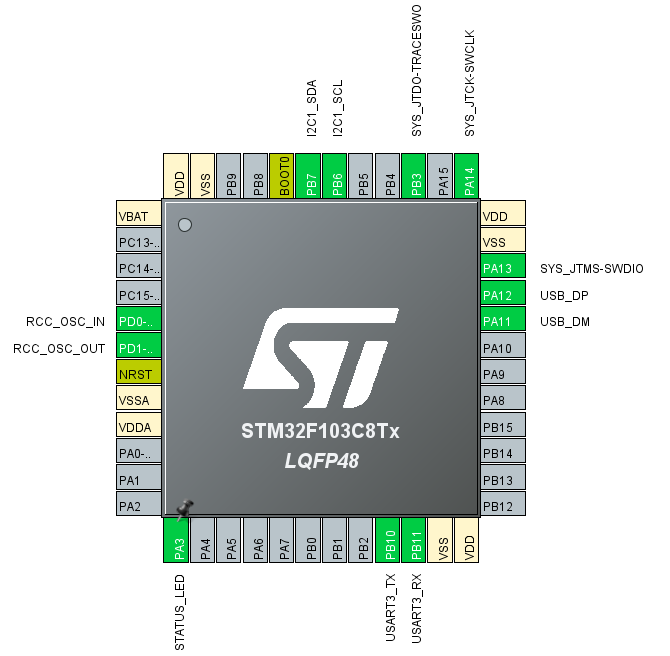 SYS_JTDO-TRACESWO
SYS_JTCK-SWCLK
I2C1_SDA
I2C1_SCL
VDD
VSS
PB9
PB8
BOOT0
PB7
PB6
PB5
PB4
PB3
PA15
PA14
VBAT
PC13-..
PC14-..
PC15-..
RCC_OSC_IN PD0-..
RCC_OSC_OUT PD1-..
NRST
VSSA
VDDA
PA0-..
PA1
PA2
VDD
VSS
PA13 SYS_JTMS-SWDIO
PA12 USB_DP
PA11 USB_DM
PA10
PA9
PA8
PB15
PB14
PB13
PB12
ST
STM32F103C8Tx
LQFP48
PA3
PA4
PA5
PA6
PA7
PB0
PB1
PB2
PB10
PB11
VSS
VDD
STATUS_LED
USART3_TX
USART3_RX